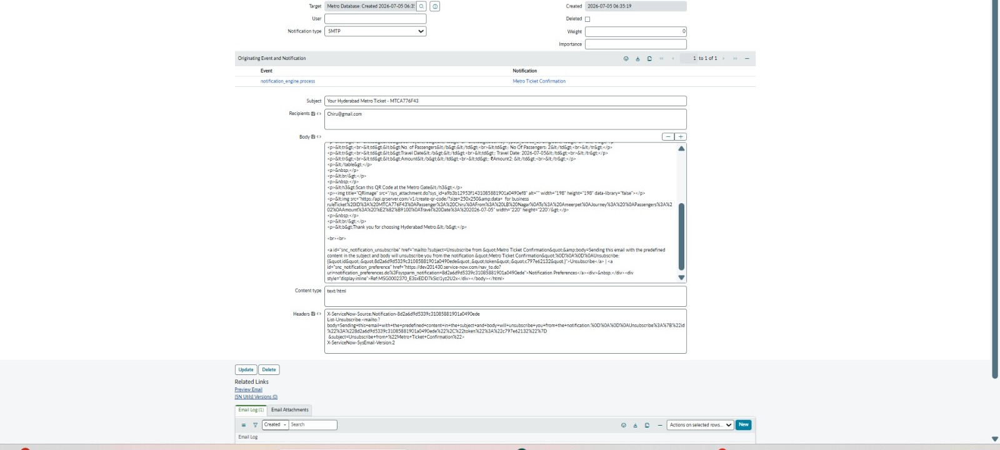 Target Metro Database: Created 2026-07-05 06:3
Created 2026-07-05 06:35:19
User
Deleted
Notification type SMTP
Weight 0
Importance
Originating Event and Notification
1 to 1 of 1
Event Notification
notification_engine.process Metro Ticket Confirmation
Subject Your Hyderabad Metro Ticket - MTCA776F43
Recipients Chiru@gmail.com
Body
<p>&lt;tr&gt;<br>&lt;td&gt;&lt;b&gt;No. of Passengers&lt;/b&gt;&lt;/td&gt;<br>&lt;td&gt;: No Of Passengers: 2&lt;/td&gt;<br>&lt;/tr&gt;</p>
<p>&lt;tr&gt;<br>&lt;td&gt;&lt;b&gt;Travel Date&lt;/b&gt;&lt;/td&gt;<br>&lt;td&gt;: Travel Date: 2026-07-05&lt;/td&gt;<br>&lt;/tr&gt;</p>
<p>&lt;tr&gt;<br>&lt;td&gt;&lt;b&gt;Amount&lt;/b&gt;&lt;/td&gt;<br>&lt;td&gt;: ₹Amount2: &lt;/td&gt;<br>&lt;/tr&gt;</p>
<p>&lt;/table&gt;</p>
<p>&nbsp;</p>
<p>&lt;br/&gt;</p>
<p>&nbsp;</p>
<p>&lt;h3&gt;Scan this QR Code at the Metro Gate&lt;/h3&gt;</p>
<p><img title="QRimage" src="/sys_attachment.do?sys_id=a9b3b12953f1431085881901a0490ef8" alt="" width="198" height="198" data-library="false"></p>
<p>&lt;img src="https://api.qrserver.com/v1/create-qr-code/?size=250x250&amp;data= for business
ruleTicket%20ID%3A%20MTCA776F43%0APassenger%3A%20Chiru%0AFrom%3A%20LB%20Nagar%0ATo%3A%20Ameerpet%0AJourney%3A%20%0APassengers%3A%2
02%0AAmount%3A%20%E2%82%B9100%0ATravel%20Date%3A%202026-07-05" width="220" height="220"/&gt;</p>
<p>&nbsp;</p>
<p>&lt;br/&gt;</p>
<p>&lt;b&gt;Thank you for choosing Hyderabad Metro.&lt;/b&gt;</p>
<br><br>
<a id="snc_notification_unsubscribe" href="mailto:?subject=Unsubscribe from &quot;Metro Ticket Confirmation&quot;&amp;body=Sending this email with the predefined
content in the subject and body will unsubscribe you from the notification &quot;Metro Ticket Confirmation&quot;%0D%0A%0D%0AUnsubscribe:
{&quot;id&quot;:&quot;8d2a6d9d5339c31085881901a0490ede&quot;,&quot;token&quot;:&quot;c797e62132&quot;}">Unsubscribe</a> | <a
id="snc_notification_preference" href="https://dev201430.service-now.com/nav_to.do?
uri=notification_preferences.do%3Fsysparm_notification=8d2a6d9d5339c31085881901a0490ede">Notification Preferences</a><div>&nbsp;</div><div
style="display:inline">Ref:MSG0002370_E3sxEDD7kSlcl1yz2U2x</div></body></html>
Content type text/html
Headers X-ServiceNow-Source:Notification-8d2a6d9d5339c31085881901a0490ede
List-Unsubscribe:<mailto:?
body=Sending+this+email+with+the+predefined+content+in+the+subject+and+body+will+unsubscribe+you+from+the+notification.%0D%0A%0D%0AUnsubscribe%3A%7B%22id
%22%3A%228d2a6d9d5339c31085881901a0490ede%22%2C%22token%22%3A%22c797e62132%22%7D
&subject=Unsubscribe+from+%22Metro+Ticket+Confirmation%22>
X-ServiceNow-SysEmail-Version:2
Update Delete
Related Links
Preview Email
[SN Utils] Versions (0)
Email Log (1) Email Attachments
Created Search
Actions on selected rows... New
Email Log